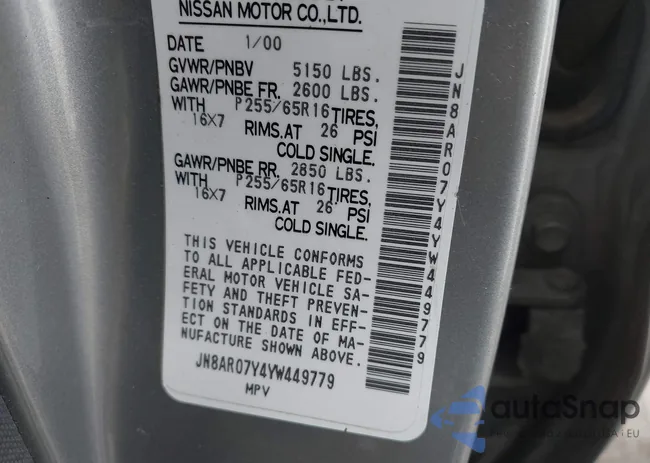 NISSAN MOTOR CO.,LTD.
DATE 1/00
GVWR/PNBV 5150 LBS.
GAWR/PNBE FR. 2600 LBS.
WITH P255/65R16 TIRES,
16X7 RIMS.AT 26 PSI
COLD SINGLE.
GAWR/PNBE RR. 2850 LBS.
WITH P255/65R16 TIRES,
16X7 RIMS.AT 26 PSI
COLD SINGLE.
THIS VEHICLE CONFORMS
TO ALL APPLICABLE FED-
ERAL MOTOR VEHICLE SA-
FETY AND THEFT PREVEN-
TION STANDARDS IN EFF-
ECT ON THE DATE OF MA-
NUFACTURE SHOWN ABOVE.
JN8AR07Y4YW449779
MPV
JN8AR07Y4YW449779
autoSnap